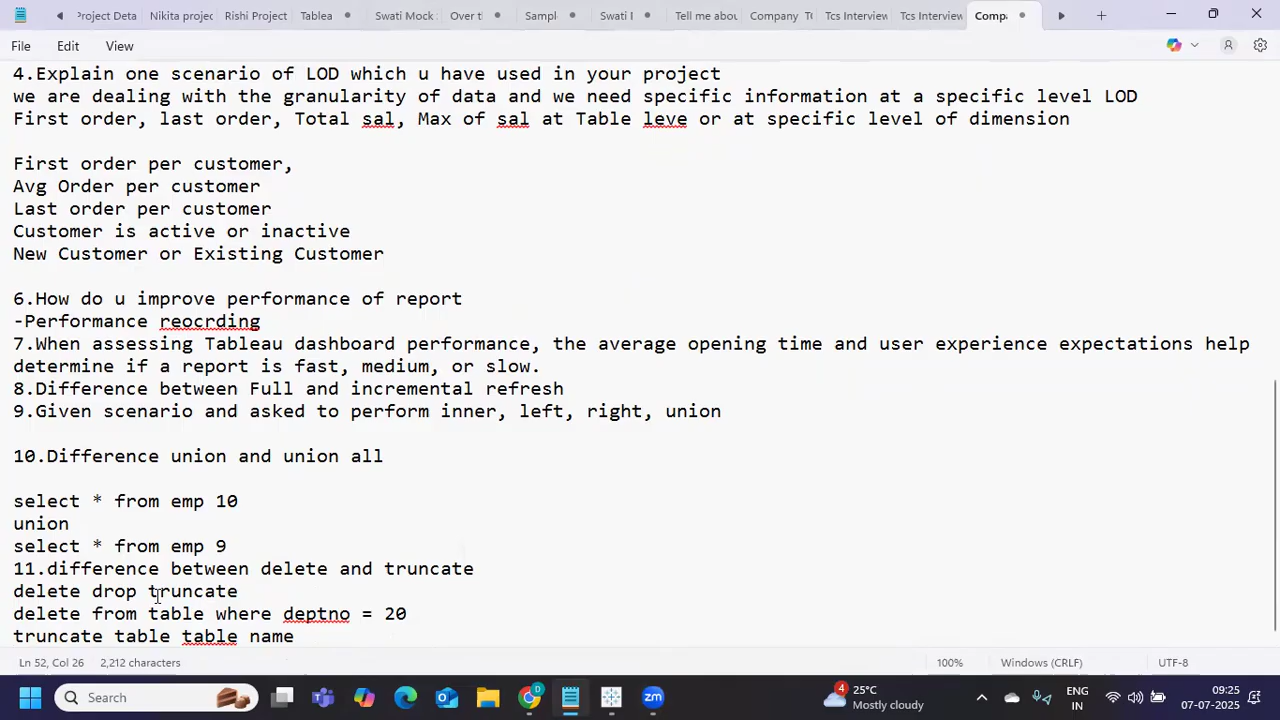 Project Deta
Nikita projec
Rishi Project
Tablea
Swati Mock
Over t
Sampl
Swati I
Tell me abou
Company
Tcs Interview
Tcs Interview
Comp
File
Edit
View
4.Explain one scenario of LOD which u have used in your project
we are dealing with the granularity of data and we need specific information at a specific level LOD
First order, last order, Total sal, Max of sal at Table leve or at specific level of dimension
First order per customer,
Avg Order per customer
Last order per customer
Customer is active or inactive
New Customer or Existing Customer
6.How do u improve performance of report
-Performance reocrding
7.When assessing Tableau dashboard performance, the average opening time and user experience expectations help
determine if a report is fast, medium, or slow.
8.Difference between Full and incremental refresh
9.Given scenario and asked to perform inner, left, right, union
10.Difference union and union all
select * from emp 10
union
select * from emp 9
11.difference between delete and truncate
delete drop truncate
delete from table where deptno = 20
truncate table table name
Ln 52, Col 26
2,212 characters
100%
Windows (CRLF)
UTF-8
Search
zm
4
25°C
Mostly cloudy
ENG
IN
09:25
07-07-2025